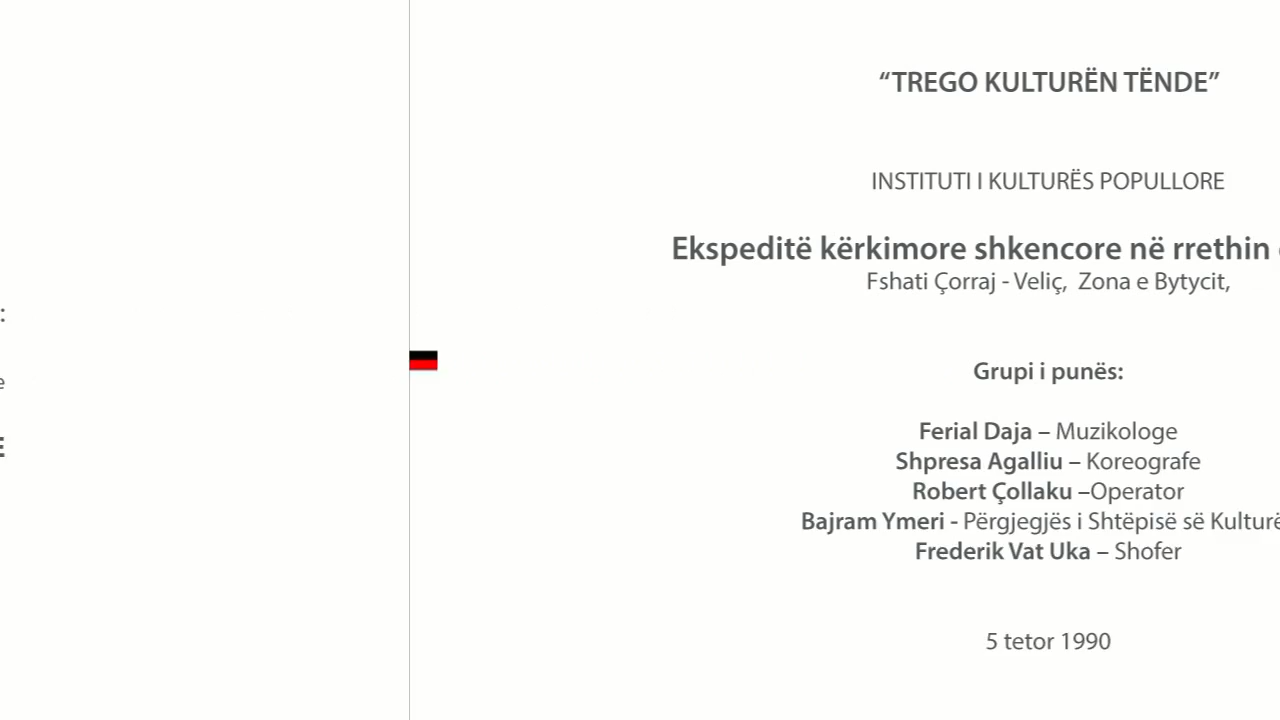 “TREGO KULTURËN TËNDE”
INSTITUTI I KULTURËS POPULLORE
Ekspeditë kërkimore shkencore në rrethin
Fshati Çorraj - Veliç, Zona e Bytycit,
:
e
E
Grupi i punës:
Ferial Daja – Muzikologe
Shpresa Agalliu – Koreografe
Robert Çollaku –Operator
Bajram Ymeri - Përgjegjës i Shtëpisë së Kulturë
Frederik Vat Uka – Shofer
5 tetor 1990